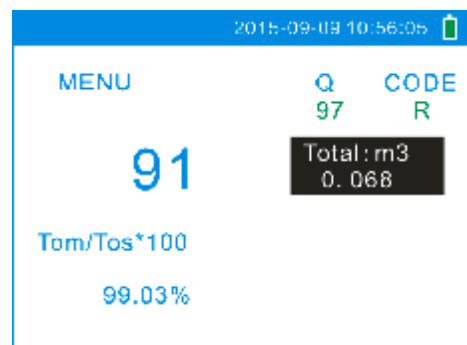 2015-09-09 10:56:05
MENU Q CODE
97 R
91 Total:m3
0.068
Tom/Tos*100
99.03%